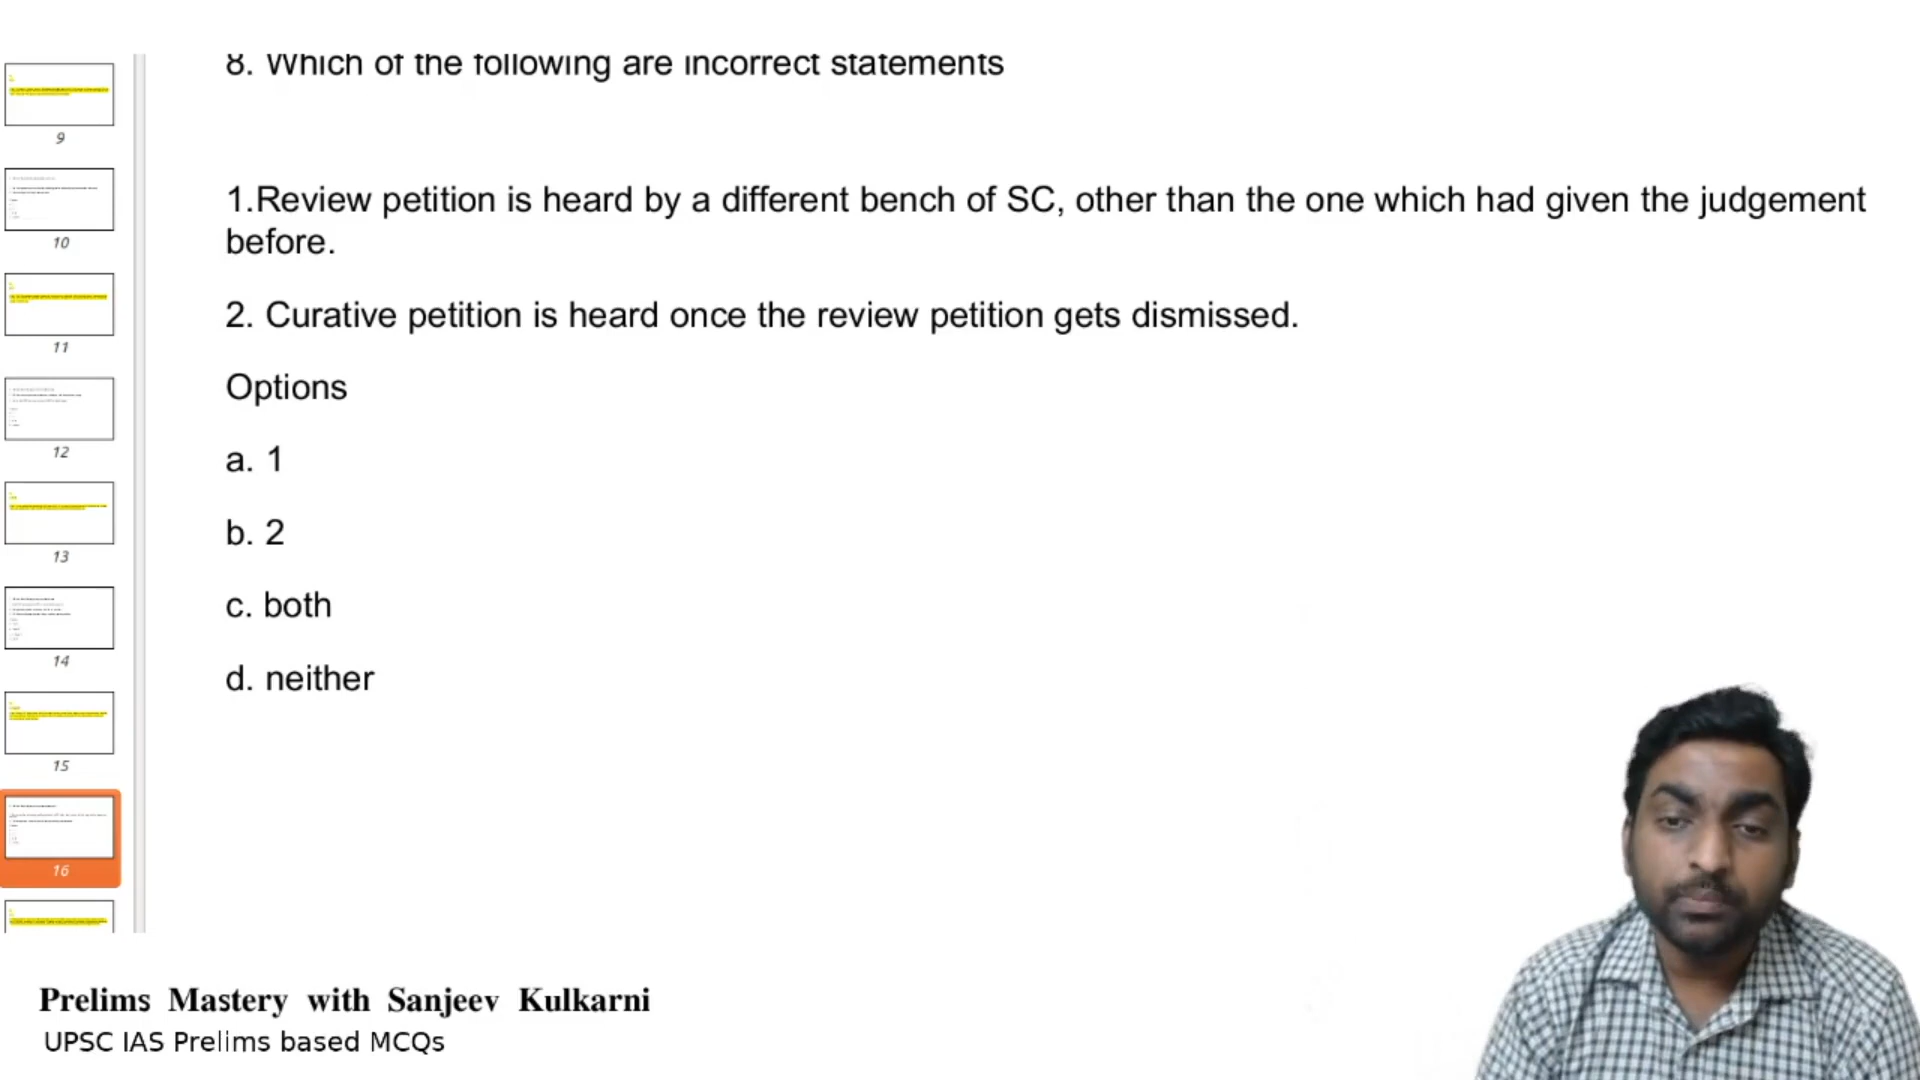 8. Which of the following are incorrect statements
1.Review petition is heard by a different bench of SC, other than the one which had given the judgement
before.
2. Curative petition is heard once the review petition gets dismissed.
Options
a. 1
b. 2
c. both
d. neither
9
10
11
12
13
14
15
16
Prelims Mastery with Sanjeev Kulkarni
UPSC IAS Prelims based MCQs